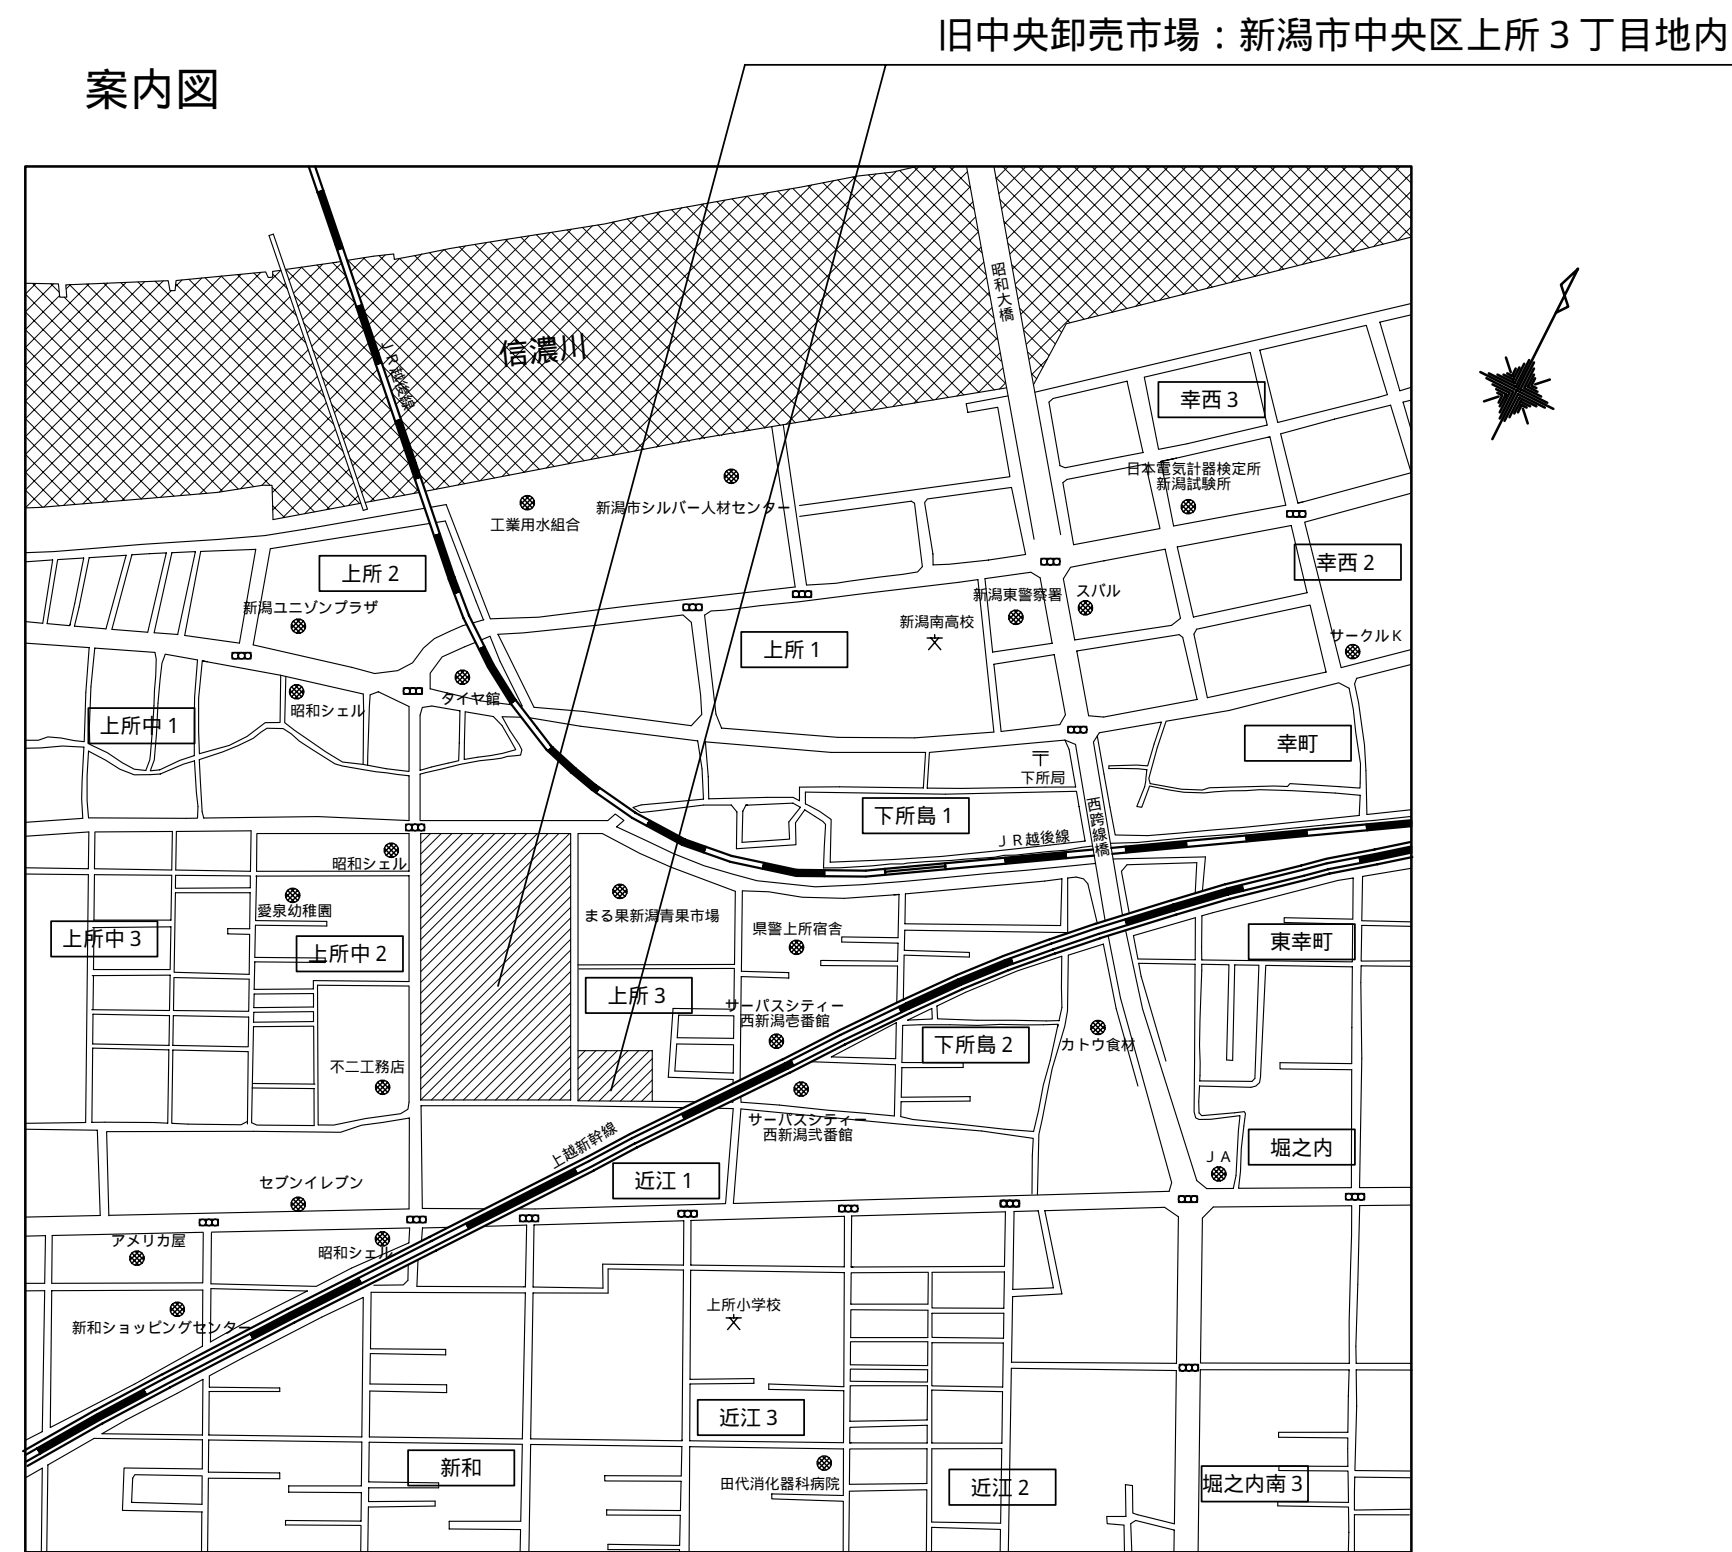 旧中央卸売市場：新潟市中央区上所３丁目地内
案内図
昭和大橋
信濃川
ＪＲ越後線
幸西３
日本電気計器検定所
新潟試験所
新潟市シルバー人材センター
工業用水組合
上所２
幸西２
新潟ユニゾンプラザ
新潟東警察署
スバル
新潟南高校
サークルＫ
上所１
タイヤ館
昭和シェル
上所中１
幸町
〒
下所局
下所島１
西跨線橋
ＪＲ越後線
昭和シェル
愛泉幼稚園
まる果新潟青果市場
県警上所宿舎
上所中３
上所中２
東幸町
上所３
サーパスシティー
西新潟壱番館
下所島２
カトウ食材
不二工務店
サーパスシティー
西新潟弐番館
上越新幹線
堀之内
ＪＡ
近江１
セブンイレブン
アメリカ屋
昭和シェル
上所小学校
新和ショッピングセンター
近江３
新和
田代消化器科病院
近江２
堀之内南３